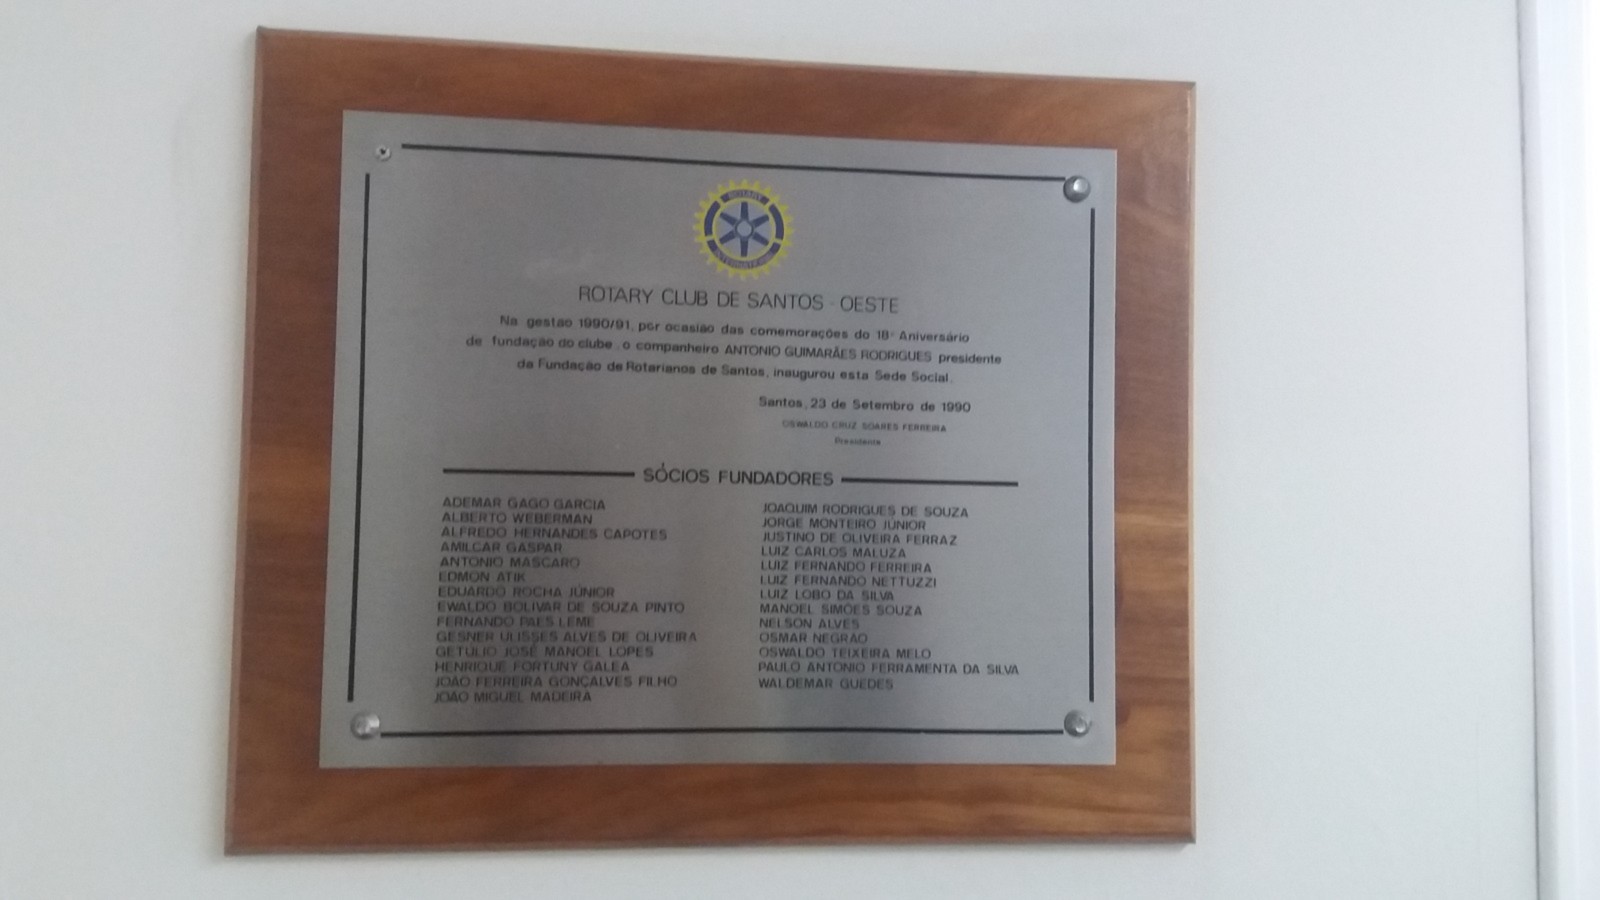 ROTARY
INTERNATIONAL
ROTARY CLUB DE SANTOS - OESTE
Na gestão 1990/91, por ocasião das comemorações do 18º Aniversário
de fundação do clube, o companheiro ANTONIO GUIMARÃES RODRIGUES presidente
da Fundação de Rotarianos de Santos, inaugurou esta Sede Social.
Santos, 23 de Setembro de 1990
OSWALDO CRUZ SOARES FERREIRA
Presidente
SÓCIOS FUNDADORES
ADEMAR GAGO GARCIA
ALBERTO WEBERMAN
ALFREDO HERNANDES CAPOTES
AMILCAR GASPAR
ANTONIO MASCARO
EDMON ATIK
EDUARDO ROCHA JÚNIOR
EWALDO BOLIVAR DE SOUZA PINTO
FERNANDO PAES LEME
GESNER ULISSES ALVES DE OLIVEIRA
GETÚLIO JOSÉ MANOEL LOPES
HENRIQUE FORTUNY GALEA
JOÃO FERREIRA GONÇALVES FILHO
JOÃO MIGUEL MADEIRA
JOAQUIM RODRIGUES DE SOUZA
JORGE MONTEIRO JÚNIOR
JUSTINO DE OLIVEIRA FERRAZ
LUIZ CARLOS MALUZA
LUIZ FERNANDO FERREIRA
LUIZ FERNANDO NETTUZZI
LUIZ LOBO DA SILVA
MANOEL SIMÕES SOUZA
NELSON ALVES
OSMAR NEGRÃO
OSWALDO TEIXEIRA MELO
PAULO ANTONIO FERRAMENTA DA SILVA
WALDEMAR GUEDES